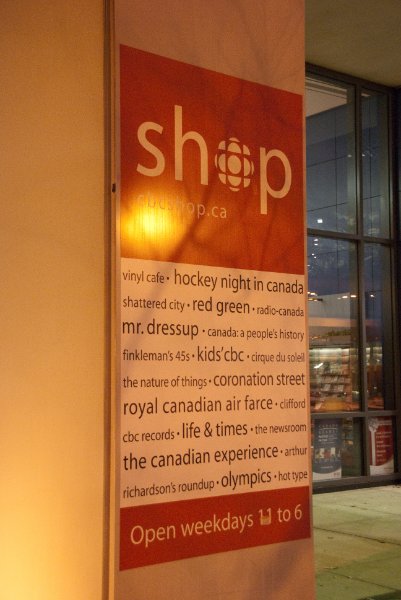 shop
cbcshop.ca
vinyl cafe • hockey night in canada
shattered city • red green • radio-canada
mr. dressup • canada: a people's history
finkleman's 45s • kids'cbc • cirque du soleil
the nature of things • coronation street
royal canadian air farce • clifford
cbc records • life & times • the newsroom
the canadian experience • arthur
richardson's roundup • olympics • hot type
Open weekdays 11 to 6